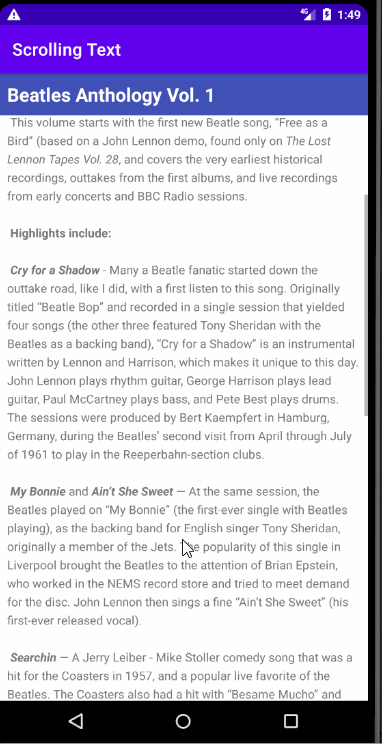 4G 1:49
Scrolling Text
Beatles Anthology Vol. 1
This volume starts with the first new Beatle song, “Free as a
Bird” (based on a John Lennon demo, found only on The Lost
Lennon Tapes Vol. 28, and covers the very earliest historical
recordings, outtakes from the first albums, and live recordings
from early concerts and BBC Radio sessions.
Highlights include:
Cry for a Shadow - Many a Beatle fanatic started down the
outtake road, like I did, with a first listen to this song. Originally
titled “Beatle Bop” and recorded in a single session that yielded
four songs (the other three featured Tony Sheridan with the
Beatles as a backing band), “Cry for a Shadow” is an instrumental
written by Lennon and Harrison, which makes it unique to this day.
John Lennon plays rhythm guitar, George Harrison plays lead
guitar, Paul McCartney plays bass, and Pete Best plays drums.
The sessions were produced by Bert Kaempfert in Hamburg,
Germany, during the Beatles’ second visit from April through July
of 1961 to play in the Reeperbahn-section clubs.
My Bonnie and Ain’t She Sweet — At the same session, the
Beatles played on “My Bonnie” (the first-ever single with Beatles
playing), as the backing band for English singer Tony Sheridan,
originally a member of the Jets. The popularity of this single in
Liverpool brought the Beatles to the attention of Brian Epstein,
who worked in the NEMS record store and tried to meet demand
for the disc. John Lennon then sings a fine “Ain’t She Sweet” (his
first-ever released vocal).
Searchin — A Jerry Leiber - Mike Stoller comedy song that was a
hit for the Coasters in 1957, and a popular live favorite of the
Beatles. The Coasters also had a hit with “Besame Mucho” and